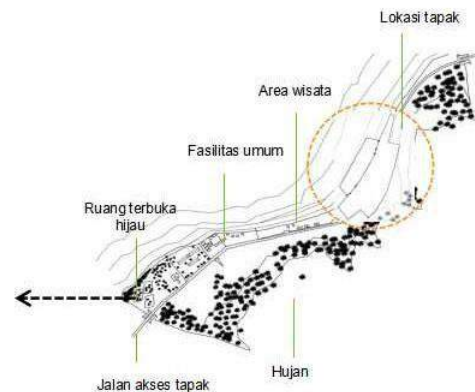 Lokasi tapak
Area wisata
Fasilitas umum
Ruang terbuka
hijau
Hujan
Jalan akses tapak